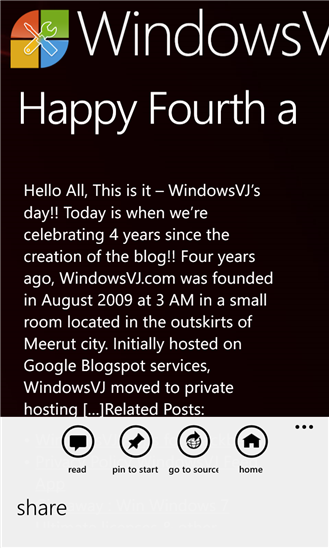 WindowsV
Happy Fourth a
Hello All, This is it – WindowsVJ's
day!! Today is when we're
celebrating 4 years since the
creation of the blog!! Four years
ago, WindowsVJ.com was founded
in August 2009 at 3 AM in a small
room located in the outskirts of
Meerut city. Initially hosted on
Google Blogspot services,
WindowsVJ moved to private
hosting [...]Related Posts:
read pin to start go to source home
share